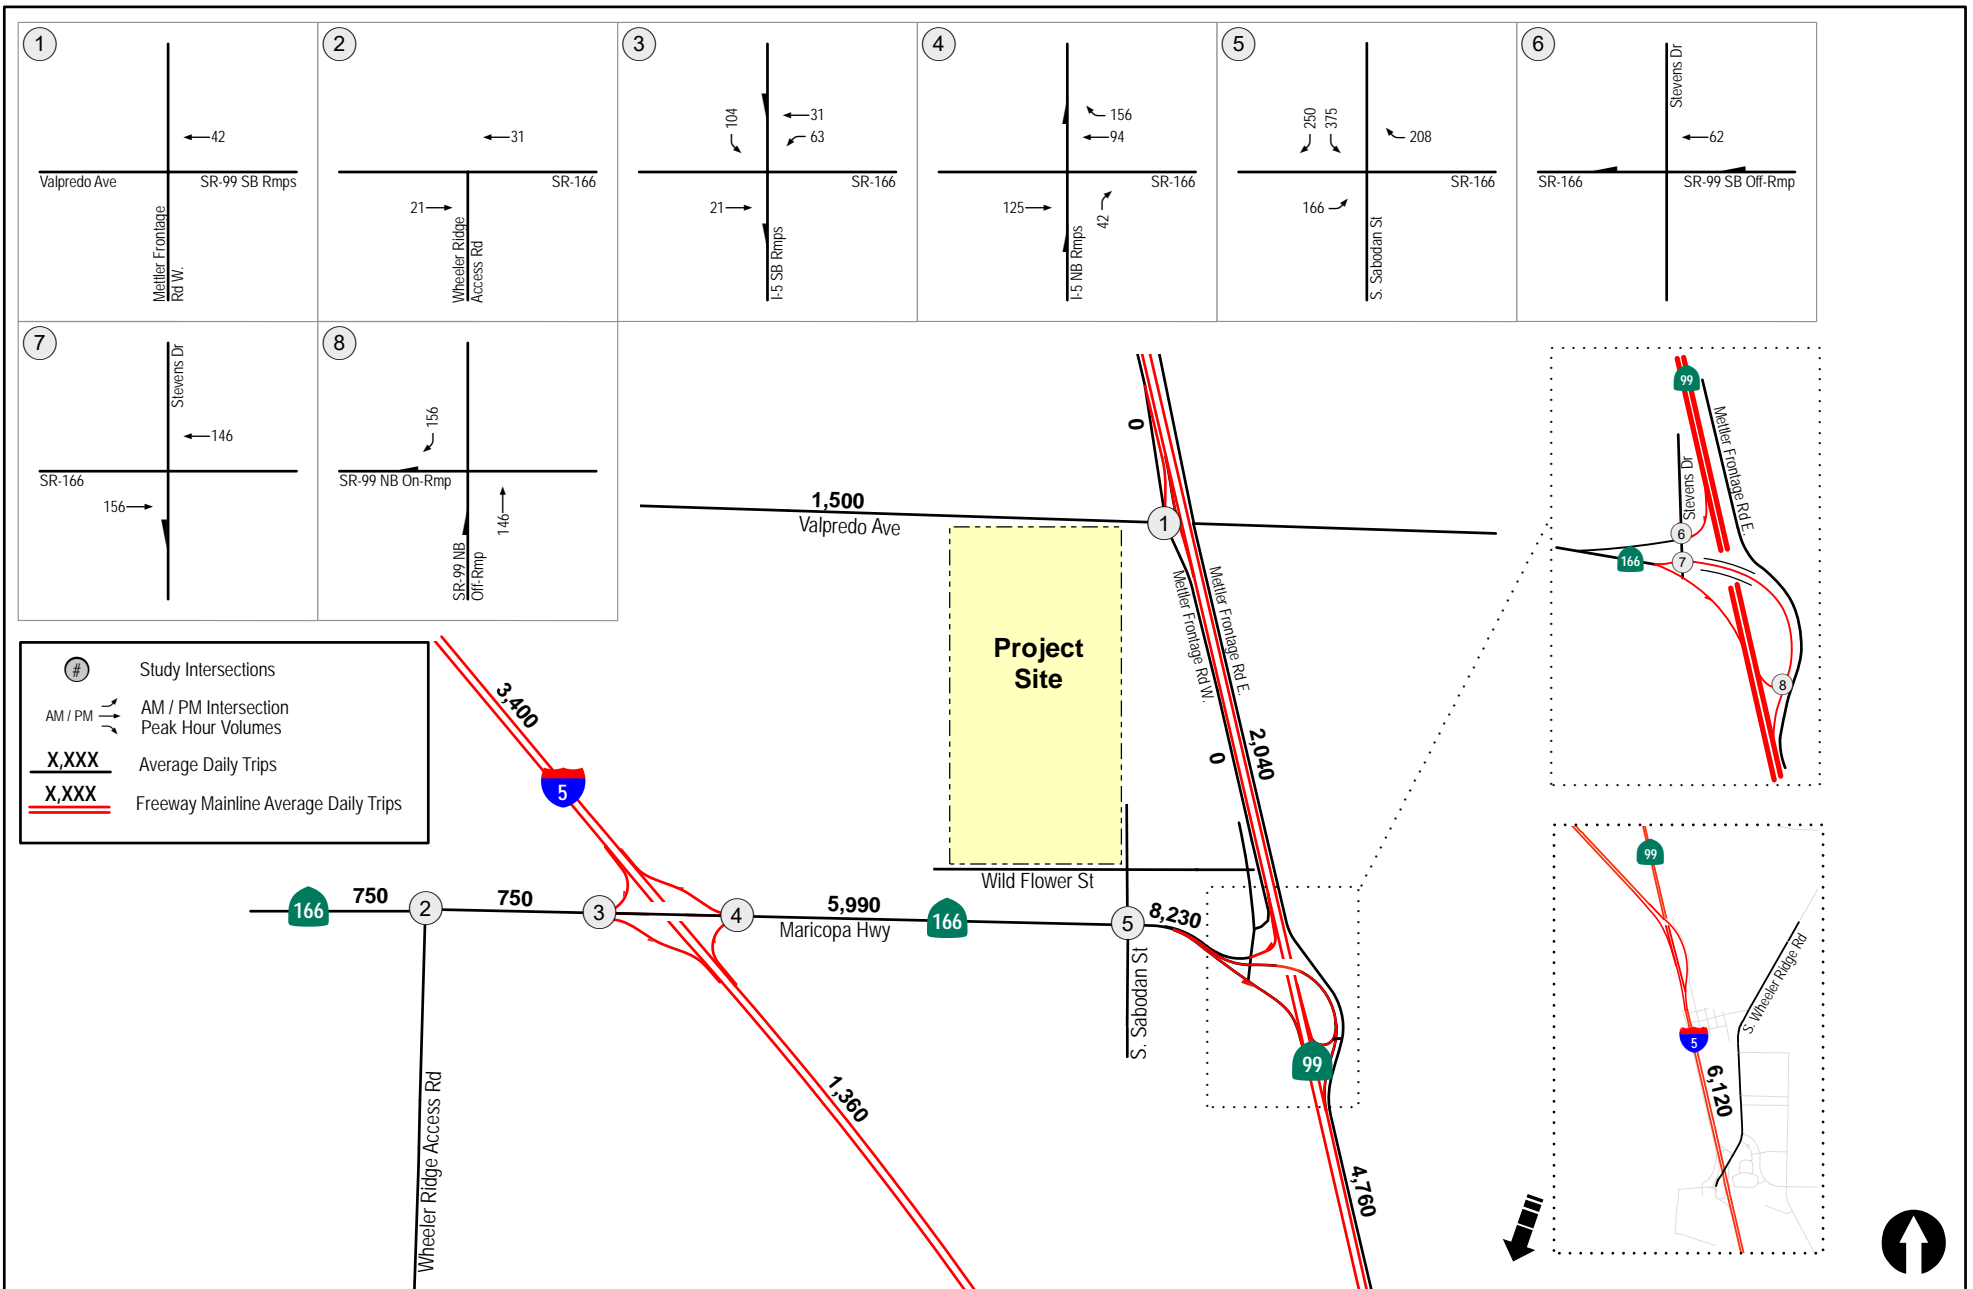 1
42
Valpredo Ave
SR-99 SB Rmps
Mettler Frontage
Rd W.
2
31
SR-166
21
Wheeler Ridge
Access Rd
3
104
31
63
SR-166
21
I-5 SB Rmps
4
156
94
SR-166
125
42
I-5 NB Rmps
5
250
375
208
SR-166
166
S. Sabodan St
6
Stevens Dr
62
SR-166
SR-99 SB Off-Rmp
7
Stevens Dr
146
SR-166
156
8
156
SR-99 NB On-Rmp
146
SR-99 NB
Off-Rmp
#
Study Intersections
AM / PM
AM / PM Intersection
Peak Hour Volumes
X,XXX
Average Daily Trips
X,XXX
Freeway Mainline Average Daily Trips
0
1,500
Valpredo Ave
1
Mettler Frontage Rd W.
Mettler Frontage Rd E.
Project
Site
0
2,040
3,400
5
166
750
2
750
3
4
5,990
Maricopa Hwy
166
Wild Flower St
5
8,230
S. Sabodan St
99
Wheeler Ridge Access Rd
1,360
4,760
99
Mettler Frontage Rd E.
Stevens Dr
6
166
7
8
99
S. Wheeler Ridge Rd
5
6,120